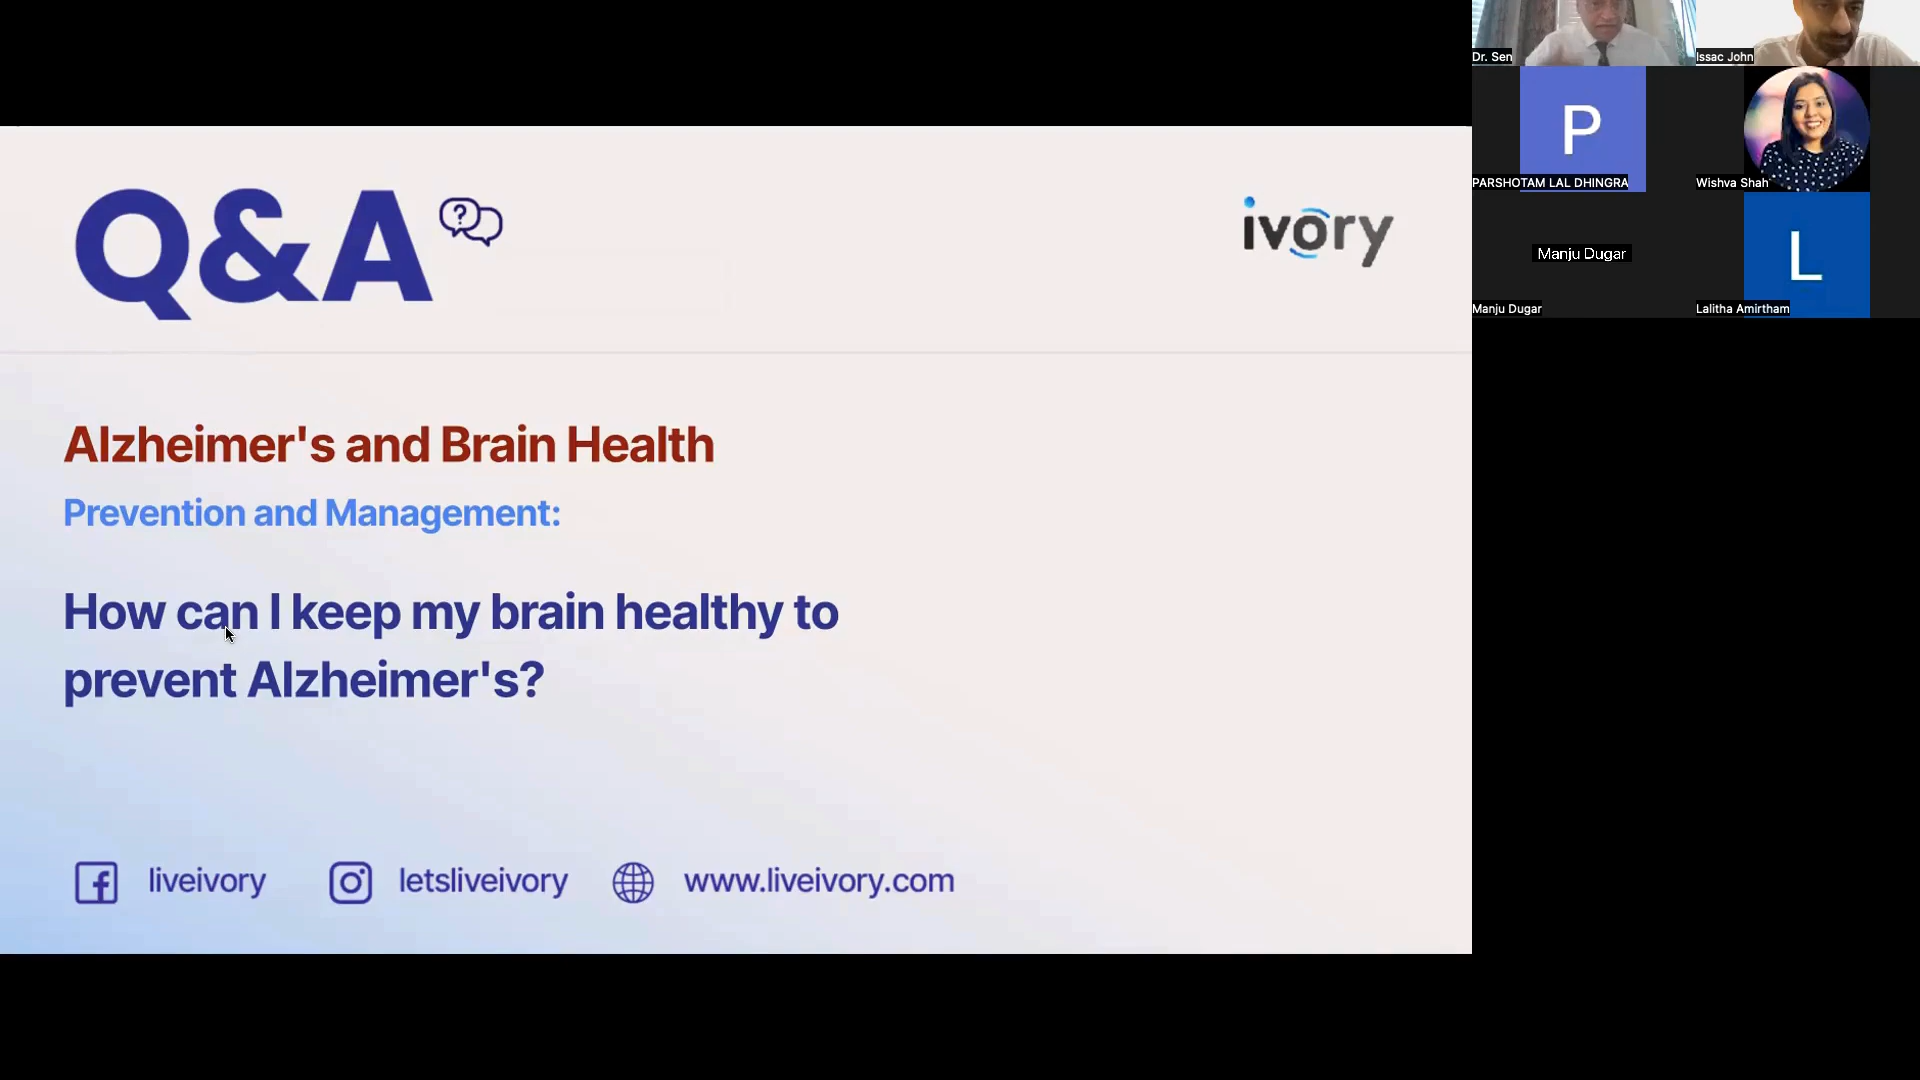 Q&A
?
ivory
Alzheimer's and Brain Health
Prevention and Management:
How can I keep my brain healthy to
prevent Alzheimer's?
liveivory
letsliveivory
www.liveivory.com
Dr. Sen
Issac John
P
PARSHOTAM LAL DHINGRA
Wishva Shah
Manju Dugar
Manju Dugar
L
Lalitha Amirtham